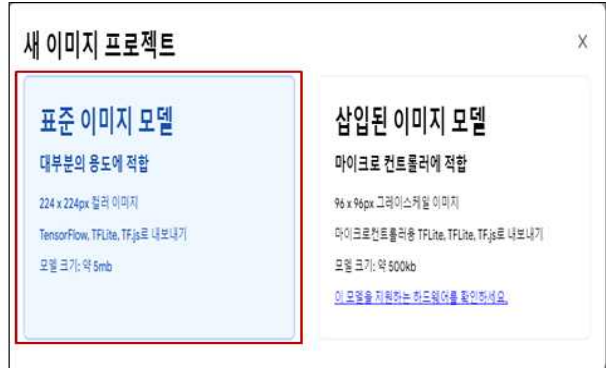 새 이미지 프로젝트
X
표준 이미지 모델
대부분의 용도에 적합
224 x 224px 컬러 이미지
TensorFlow, TFLite, TF.js로 내보내기
모델 크기: 약 5mb
삽입된 이미지 모델
마이크로 컨트롤러에 적합
96 x 96px 그레이스케일 이미지
마이크로컨트롤러용 TFLite, TFLite, TF.js로 내보내기
모델 크기: 약 500kb
이 모델을 지원하는 하드웨어를 확인하세요.